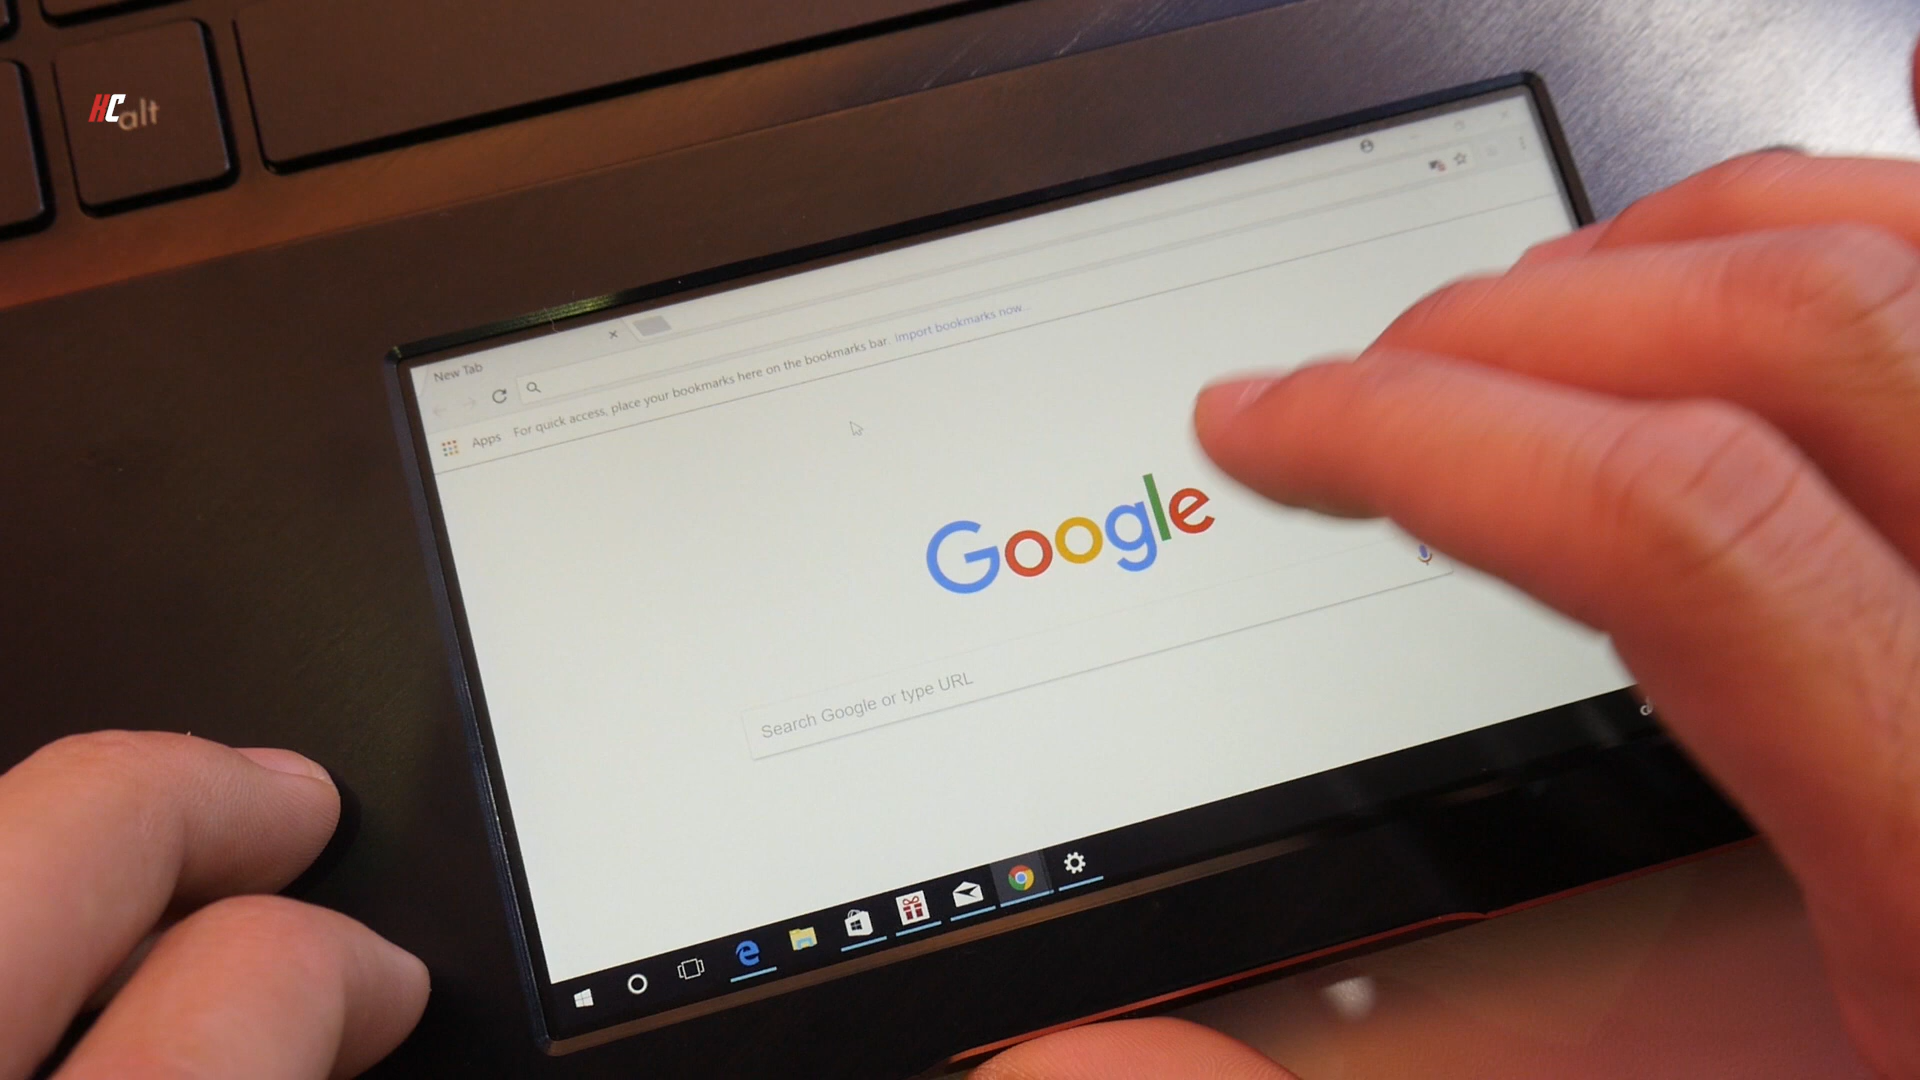 HC
alt
New Tab
Apps For quick access, place your bookmarks here on the bookmarks bar. Import bookmarks now...
Google
Search Google or type URL